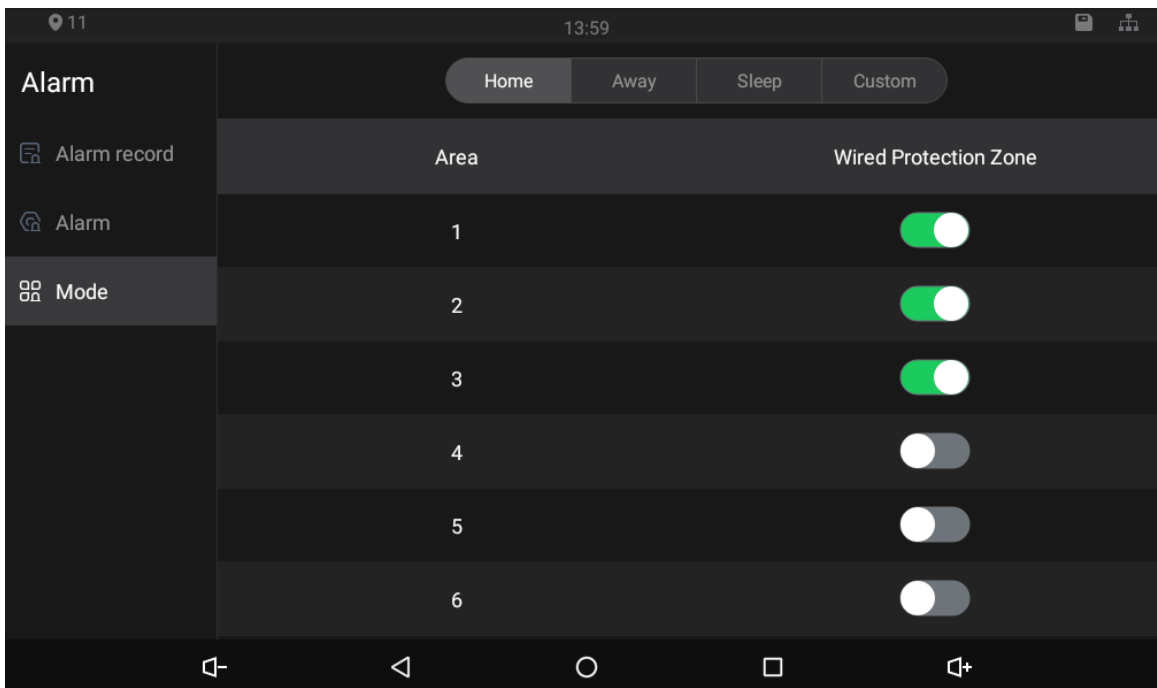 11 13:59
Alarm
Home Away Sleep Custom
Alarm record
Area Wired Protection Zone
Alarm
1
Mode
2
3
4
5
6